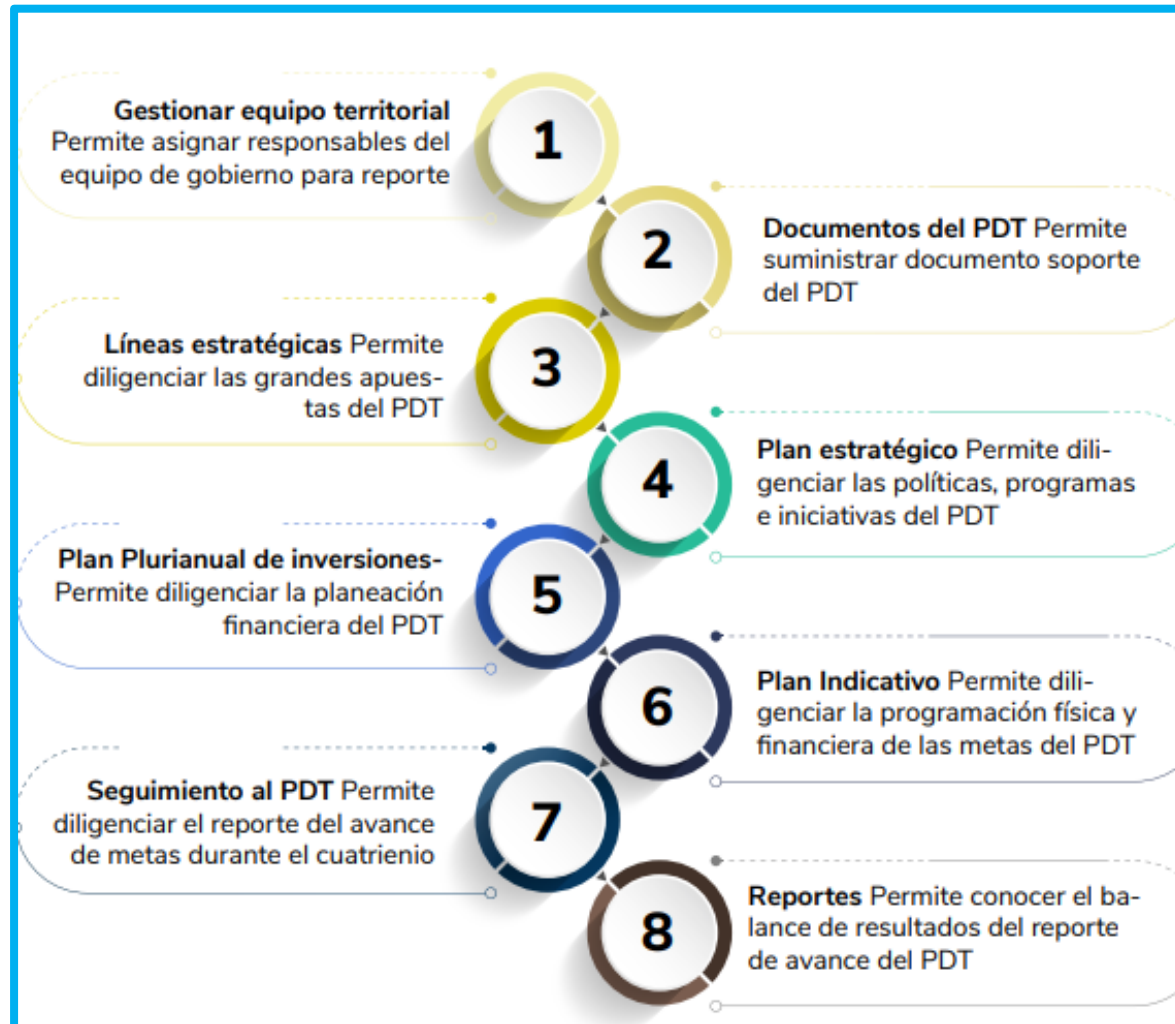 1
Gestionar equipo territorial
Permite asignar responsables del
equipo de gobierno para reporte
2
Documentos del PDT Permite
suministrar documento soporte
del PDT
3
Líneas estratégicas Permite
diligenciar las grandes apues-
tas del PDT
4
Plan estratégico Permite dili-
genciar las políticas, programas
e iniciativas del PDT
5
Plan Plurianual de inversiones-
Permite diligenciar la planeación
financiera del PDT
6
Plan Indicativo Permite dili-
genciar la programación física y
financiera de las metas del PDT
7
Seguimiento al PDT Permite
diligenciar el reporte del avance
de metas durante el cuatrienio
8
Reportes Permite conocer el ba-
lance de resultados del reporte
de avance del PDT